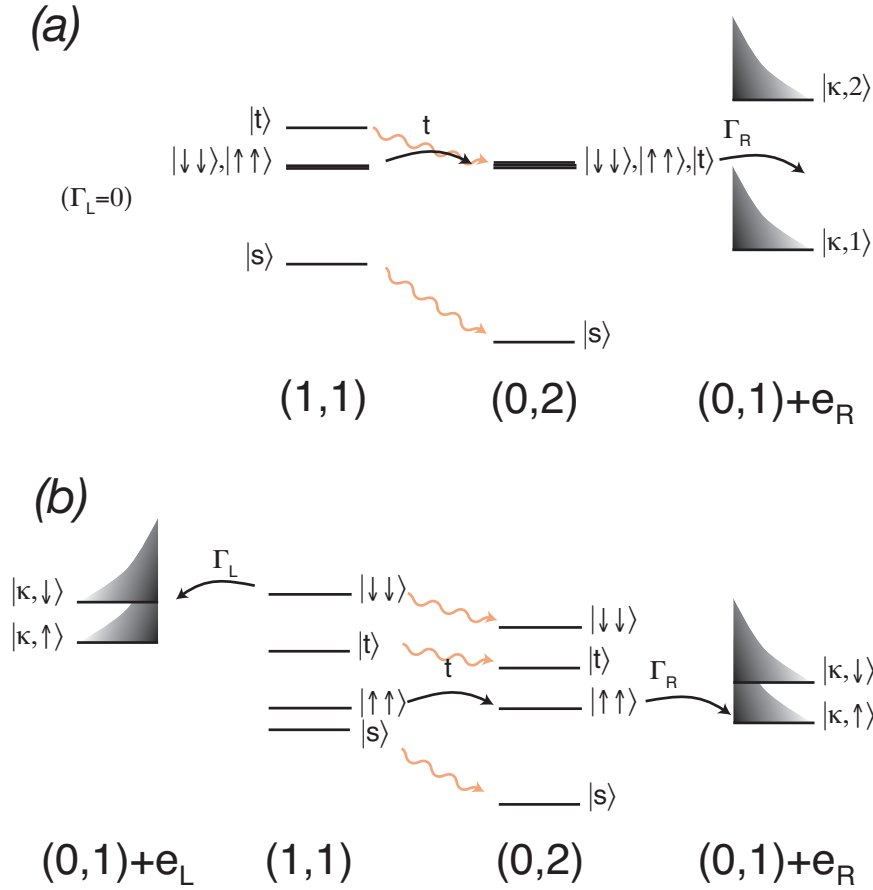 (a)
|κ,2⟩
|t⟩
t
Γ_R
|↓↓⟩,|↑↑⟩
|↓↓⟩,|↑↑⟩,|t⟩
(Γ_L=0)
|κ,1⟩
|s⟩
|s⟩
(1,1) (0,2) (0,1)+e_R
(b)
Γ_L
|κ,↓⟩
|↓↓⟩
|↓↓⟩
|κ,↑⟩
|t⟩
t
|t⟩
Γ_R
|κ,↓⟩
|↑↑⟩
|↑↑⟩
|κ,↑⟩
|s⟩
|s⟩
(0,1)+e_L (1,1) (0,2) (0,1)+e_R